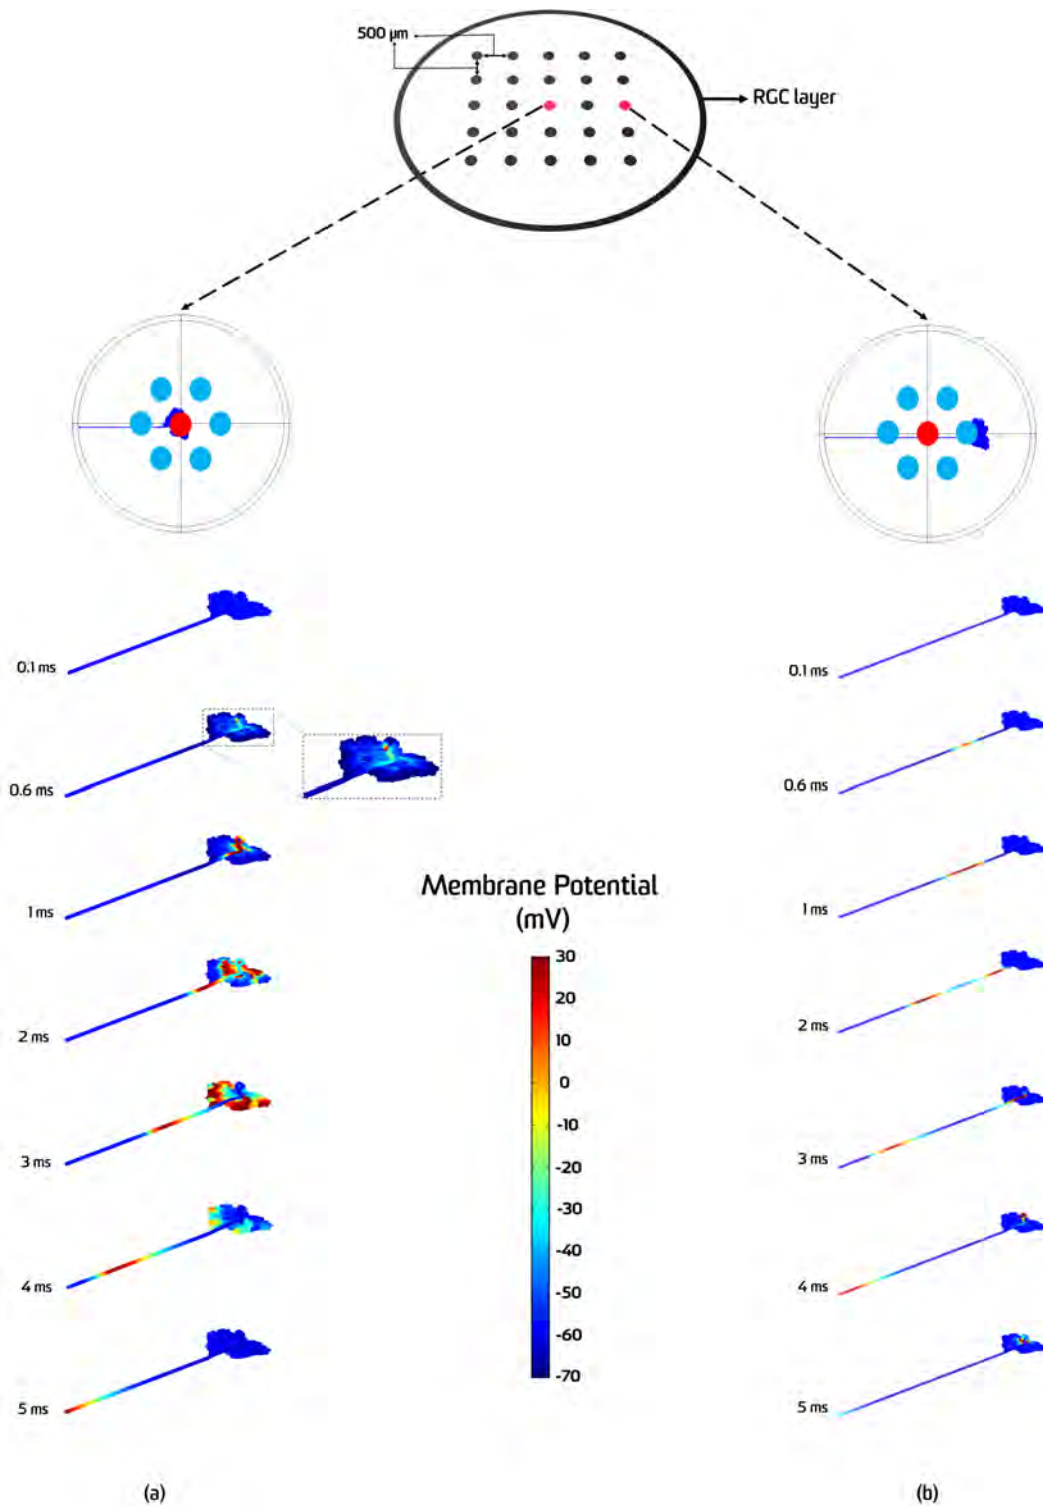 500 µm
RGC layer
0.1 ms
0.1 ms
0.6 ms
0.6 ms
1 ms
1 ms
Membrane Potential
(mV)
30
20
10
0
-10
-20
-30
-40
-50
-60
-70
2 ms
2 ms
3 ms
3 ms
4 ms
4 ms
5 ms
5 ms
(a)
(b)